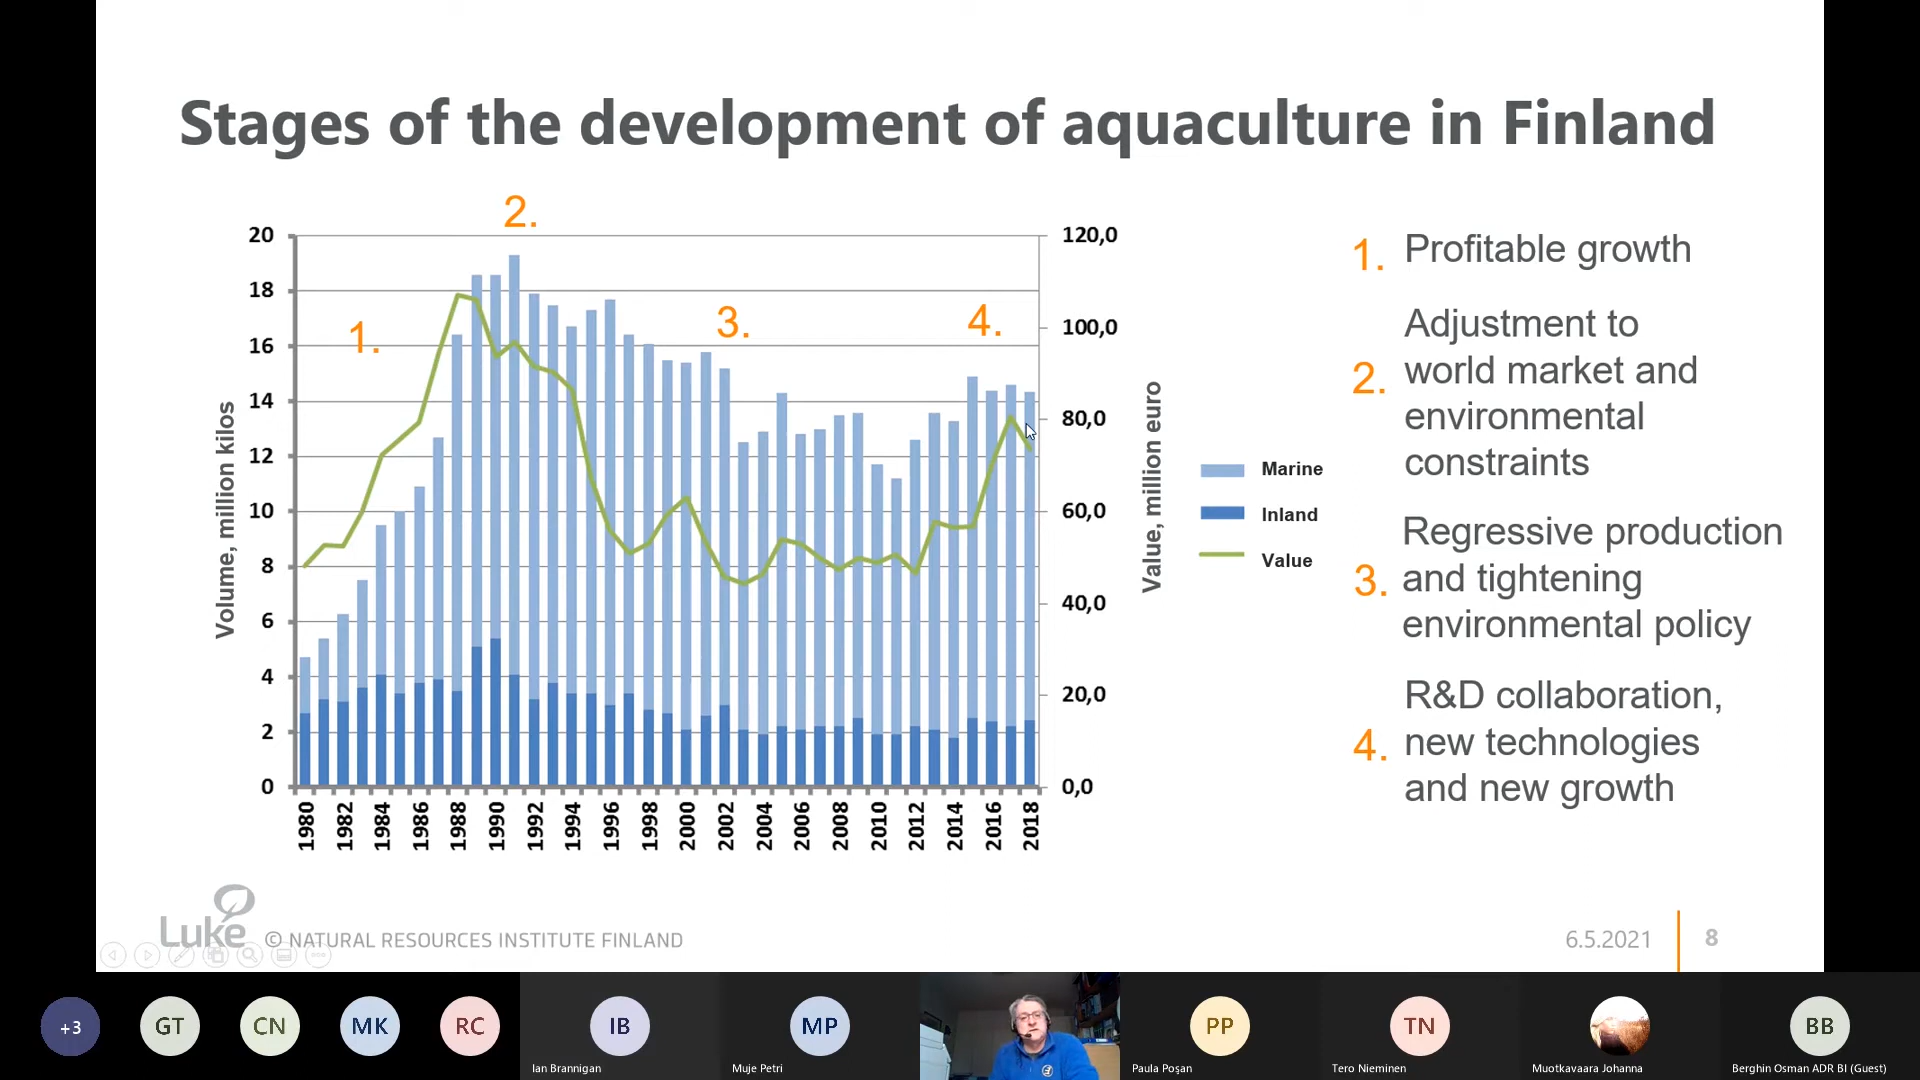 Stages of the development of aquaculture in Finland
1.
2.
3.
4.
20
18
16
14
12
10
8
6
4
2
0
Volume, million kilos
120,0
100,0
80,0
60,0
40,0
20,0
0,0
Value, million euro
1980
1982
1984
1986
1988
1990
1992
1994
1996
1998
2000
2002
2004
2006
2008
2010
2012
2014
2016
2018
Marine
Inland
Value
1. Profitable growth
Adjustment to
2. world market and
environmental
constraints
Regressive production
3. and tightening
environmental policy
R&D collaboration,
4. new technologies
and new growth
Luke
© NATURAL RESOURCES INSTITUTE FINLAND
6.5.2021
8
+3
GT
CN
MK
RC
IB
Ian Brannigan
MP
Muje Petri
PP
Paula Poşan
TN
Tero Nieminen
Muotkavaara Johanna
BB
Berghin Osman ADR BI (Guest)